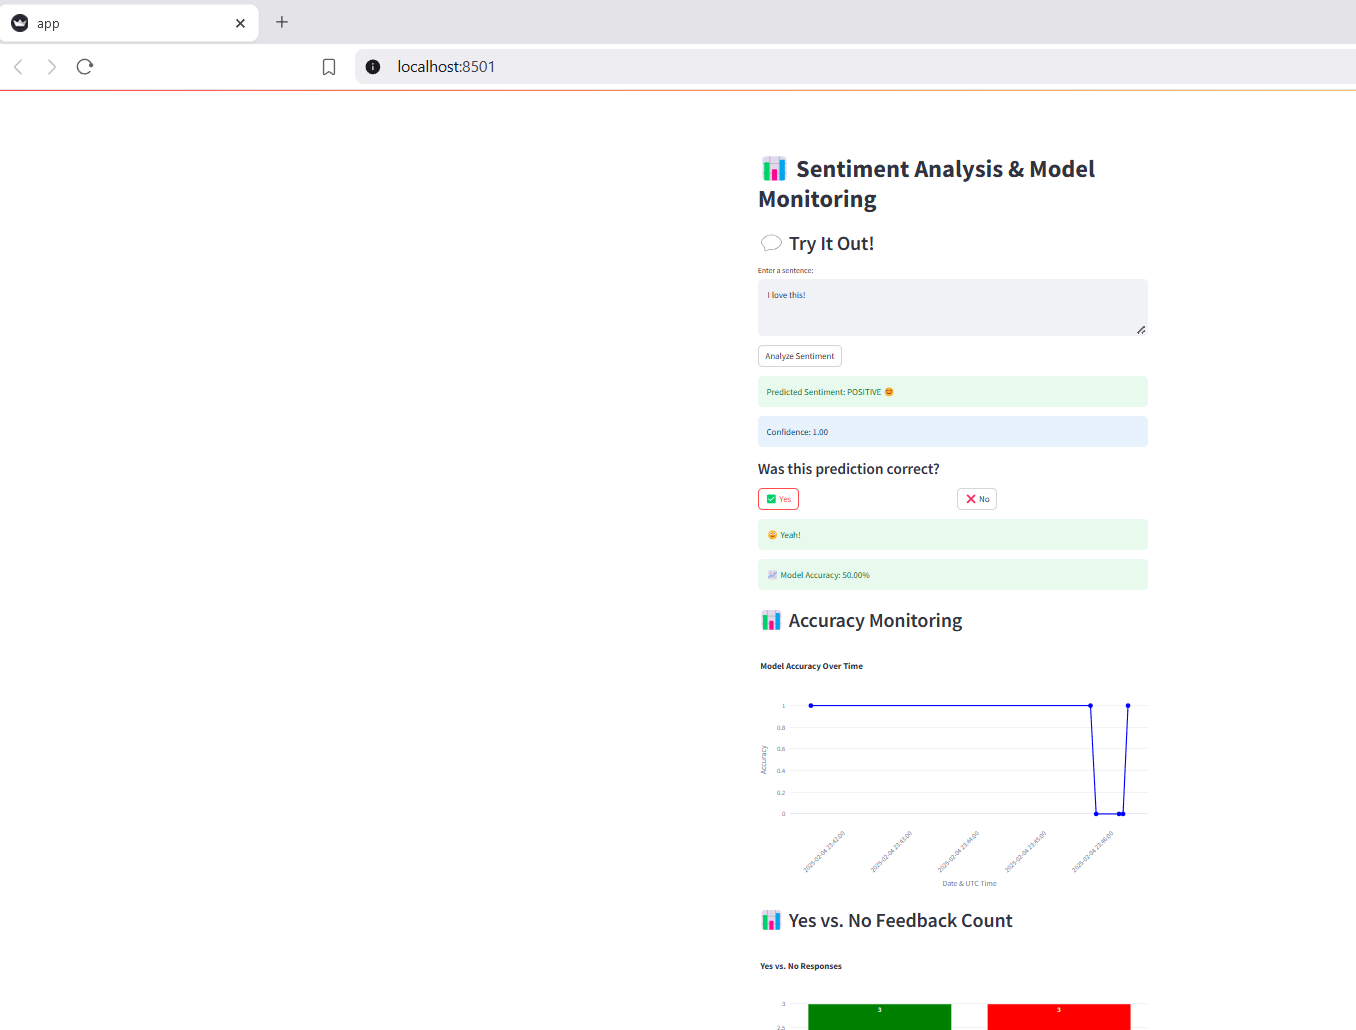 app
localhost:8501
Sentiment Analysis & Model
Monitoring
Try It Out!
Enter a sentence:
I love this!
Analyze Sentiment
Predicted Sentiment: POSITIVE 😊
Confidence: 1.00
Was this prediction correct?
✅ Yes
❌ No
😊 Yeah!
📈 Model Accuracy: 50.00%
📊 Accuracy Monitoring
Model Accuracy Over Time
1
0.8
0.6
0.4
0.2
0
Accuracy
2025-02-04 23:42:00
2025-02-04 23:43:00
2025-02-04 23:44:00
2025-02-04 23:45:00
2025-02-04 23:46:00
Date & UTC Time
📊 Yes vs. No Feedback Count
Yes vs. No Responses
3
2.5
3
3